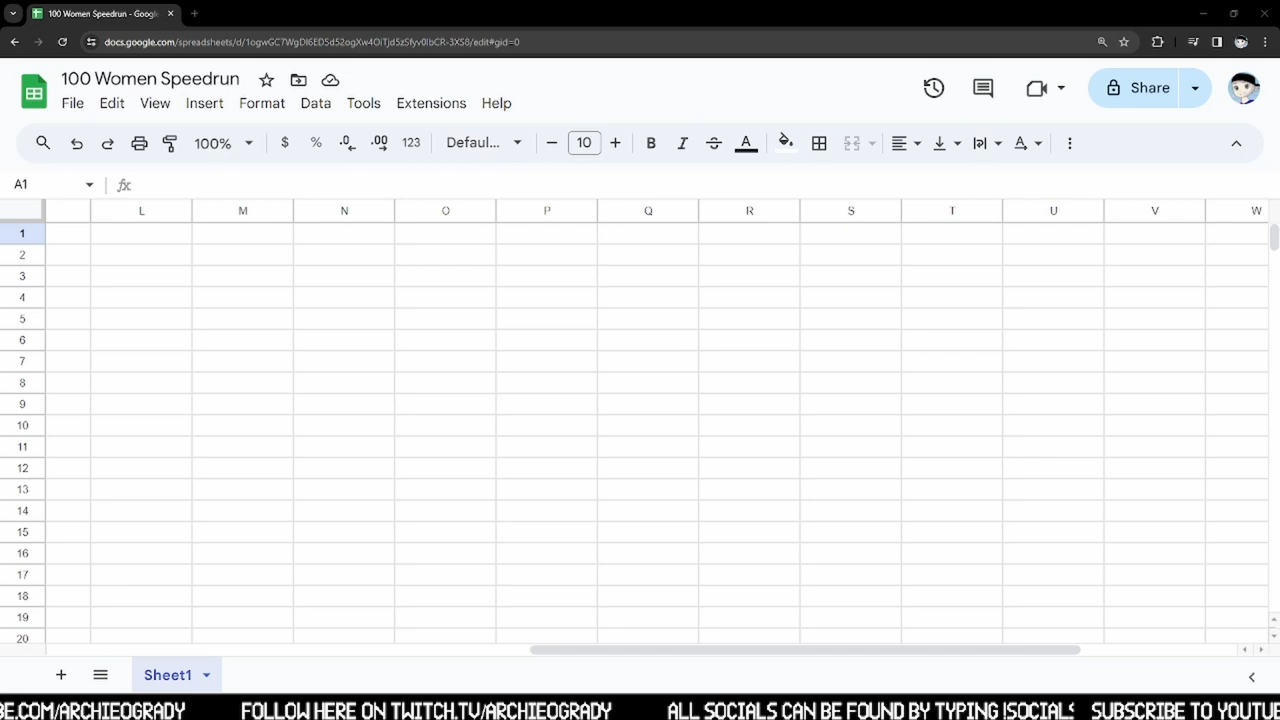 100 Women Speedrun - Googl
docs.google.com/spreadsheets/d/1ogwGC7WgDI6ED5d52ogXw4OiTjd5zSfyv0lbCR-3XS8/edit#gid=0
100 Women Speedrun
File Edit View Insert Format Data Tools Extensions Help
Share
100% $ % .0 .00 123 Defaul... 10 B I A
A1 fx
L M N O P Q R S T U V W
1
2
3
4
5
6
7
8
9
10
11
12
13
14
15
16
17
18
19
20
Sheet1
BE.COM/ARCHIEOGRADY FOLLOW HERE ON TWITCH.TV/ARCHIEOGRADY ALL SOCIALS CAN BE FOUND BY TYPING !SOCIALS SUBSCRIBE TO YOUTU